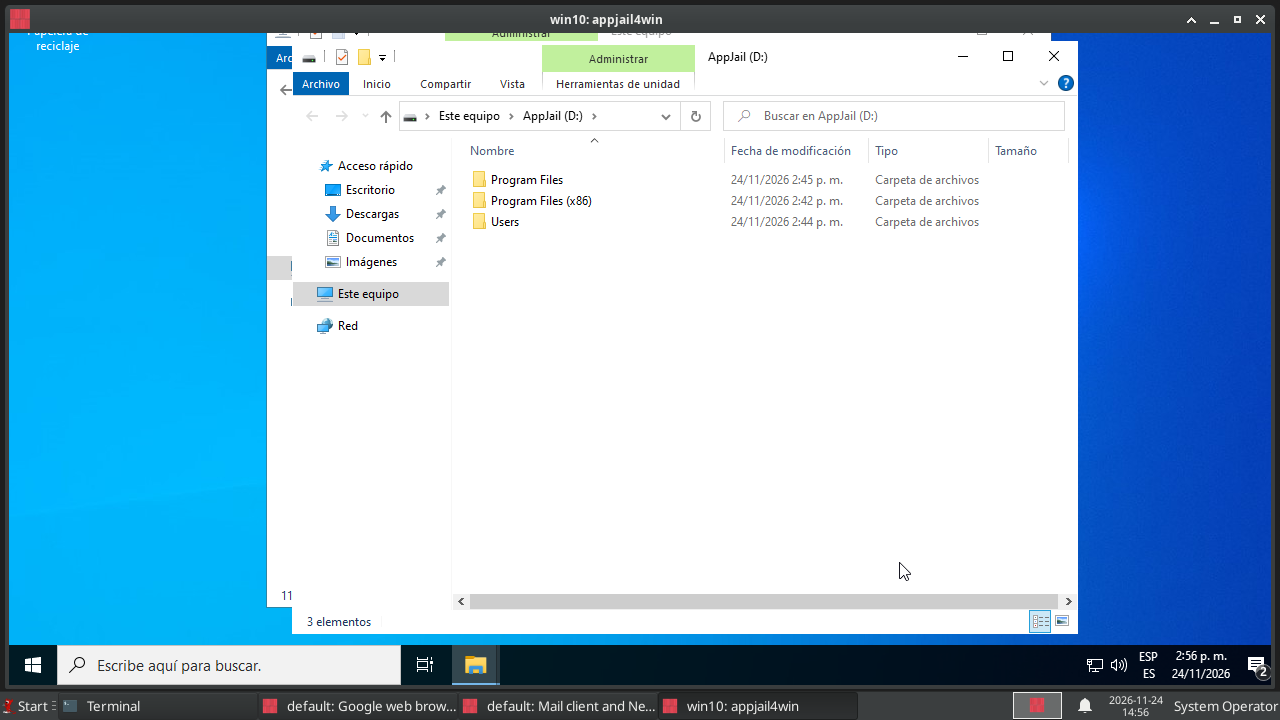 win10: appjail4win
reciclaje
Administrar
AppJail (D:)
Archivo Inicio Compartir Vista Herramientas de unidad
Este equipo AppJail (D:)
Buscar en AppJail (D:)
Nombre Fecha de modificación Tipo Tamaño
Acceso rápido
Escritorio
Descargas
Documentos
Imágenes
Este equipo
Red
Program Files 24/11/2026 2:45 p. m. Carpeta de archivos
Program Files (x86) 24/11/2026 2:42 p. m. Carpeta de archivos
Users 24/11/2026 2:44 p. m. Carpeta de archivos
11
3 elementos
Escribe aquí para buscar.
ESP
ES
2:56 p. m.
24/11/2026
2
Start
Terminal
default: Google web brow...
default: Mail client and Ne...
win10: appjail4win
2026-11-24
14:56
System Operator